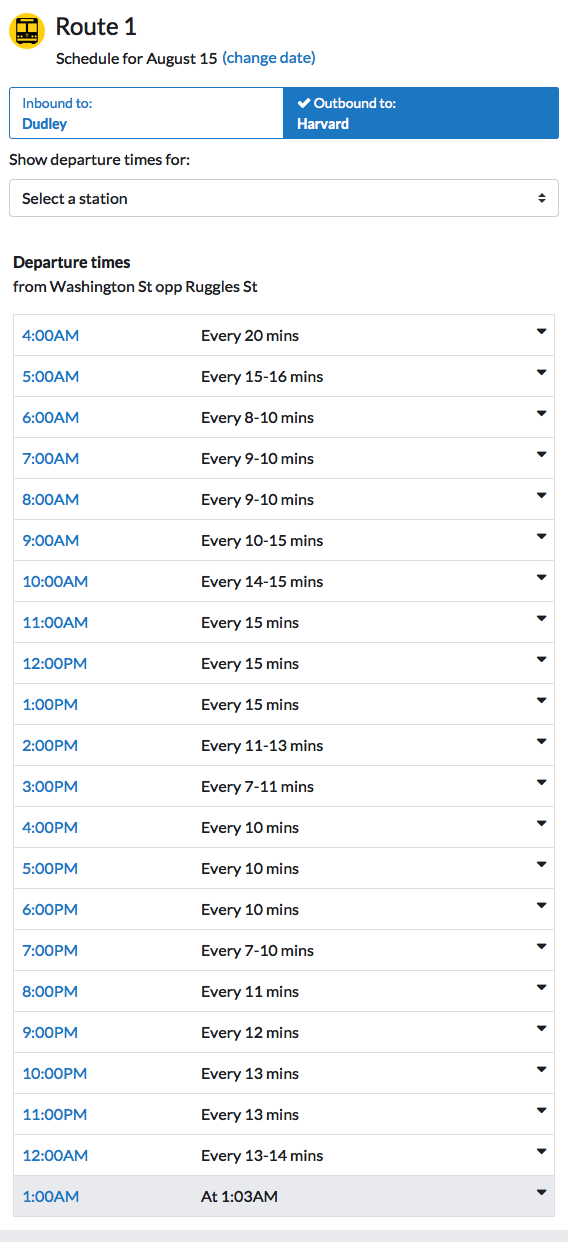 Route 1
Schedule for August 15 (change date)
Inbound to:
Dudley
Outbound to:
Harvard
Show departure times for:
Select a station
Departure times
from Washington St opp Ruggles St
4:00AM Every 20 mins
5:00AM Every 15-16 mins
6:00AM Every 8-10 mins
7:00AM Every 9-10 mins
8:00AM Every 9-10 mins
9:00AM Every 10-15 mins
10:00AM Every 14-15 mins
11:00AM Every 15 mins
12:00PM Every 15 mins
1:00PM Every 15 mins
2:00PM Every 11-13 mins
3:00PM Every 7-11 mins
4:00PM Every 10 mins
5:00PM Every 10 mins
6:00PM Every 10 mins
7:00PM Every 7-10 mins
8:00PM Every 11 mins
9:00PM Every 12 mins
10:00PM Every 13 mins
11:00PM Every 13 mins
12:00AM Every 13-14 mins
1:00AM At 1:03AM